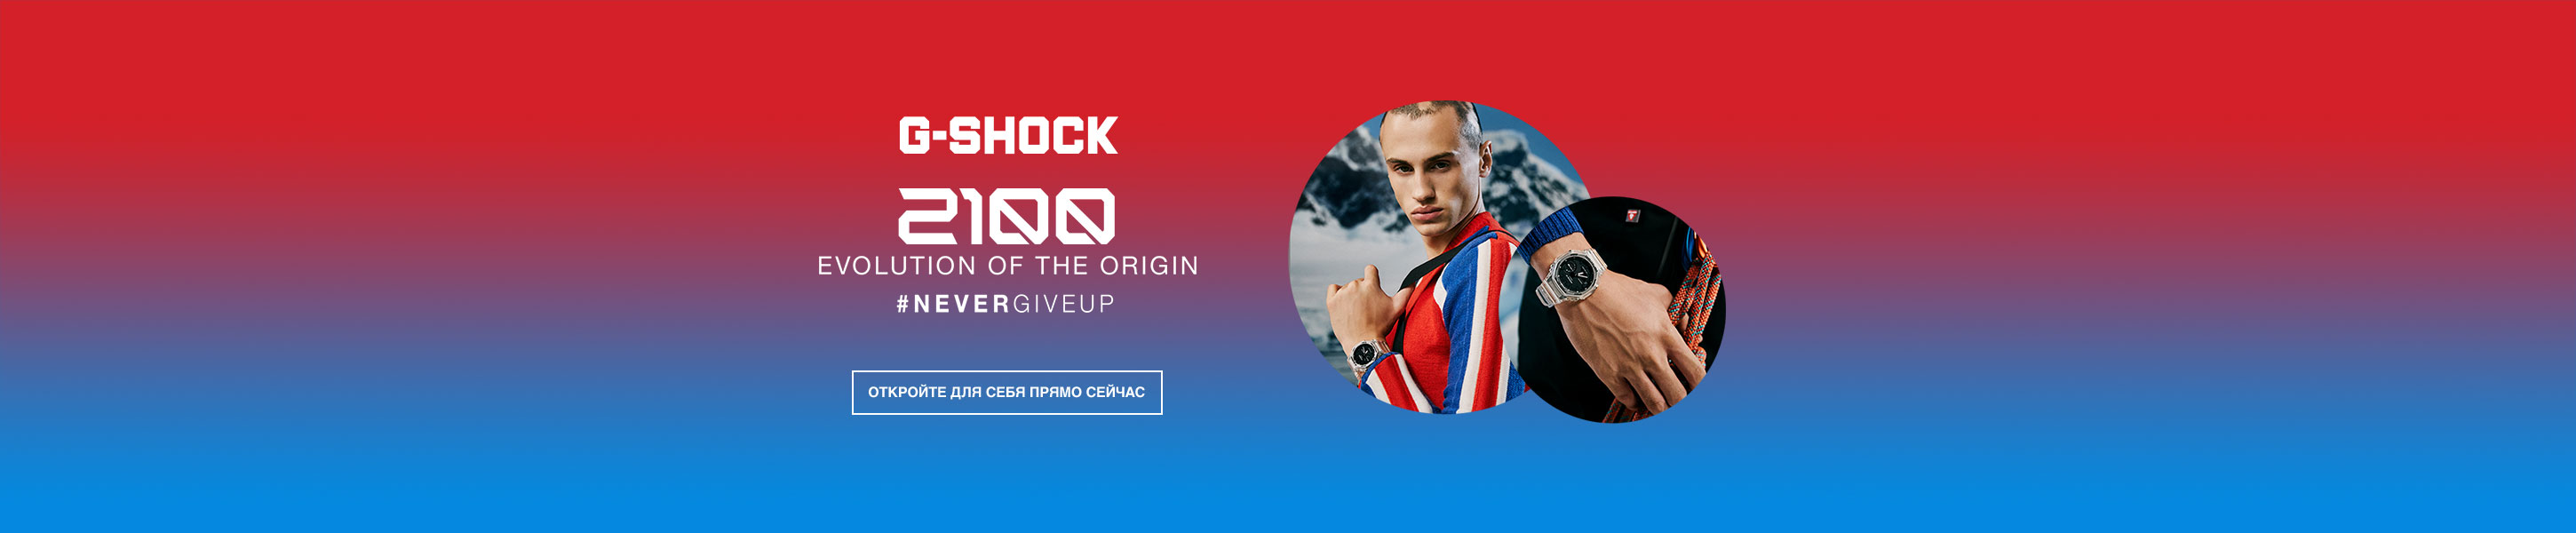 G-SHOCK
2100
EVOLUTION OF THE ORIGIN
#NEVERGIVEUP
ОТКРОЙТЕ ДЛЯ СЕБЯ ПРЯМО СЕЙЧАС